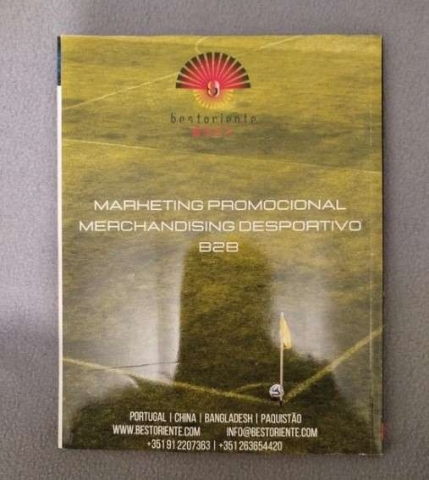 bestoriente
MARKETING PROMOCIONAL
MERCHANDISING DESPORTIVO
B2B
PORTUGAL | CHINA | BANGLADESH | PAQUISTÃO
WWW.BESTORIENTE.COM INFO@BESTORIENTE.COM
+351 91 2207363 | +351 263654420